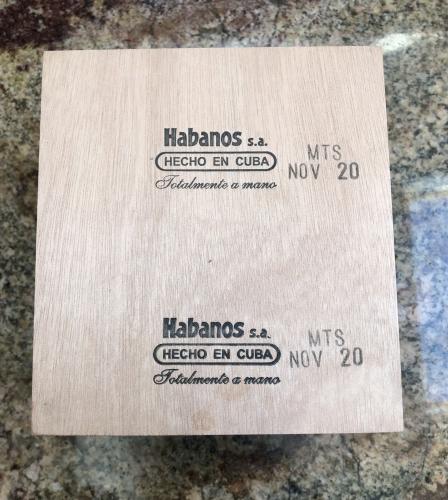 Habanos s.a.
HECHO EN CUBA
Totalmente a mano
MTS
NOV 20
Habanos s.a.
HECHO EN CUBA
Totalmente a mano
MTS
NOV 20